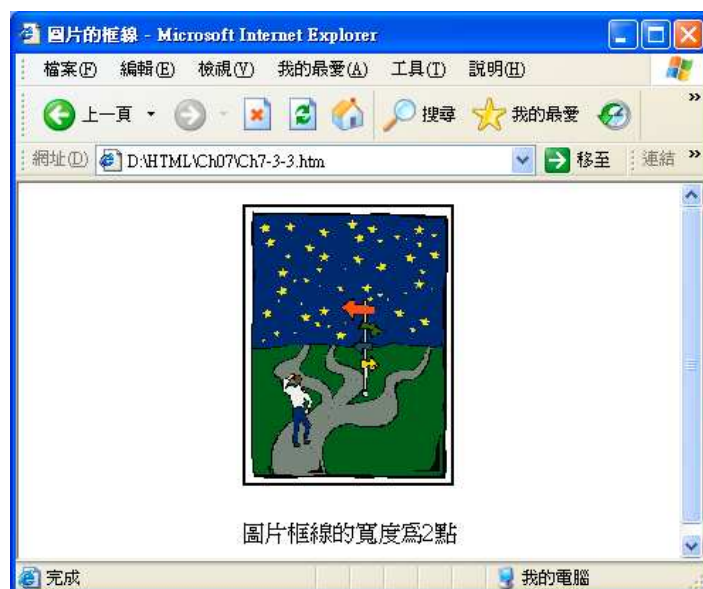 圖片的框線 - Microsoft Internet Explorer
檔案(F) 編輯(E) 檢視(V) 我的最愛(A) 工具(T) 說明(H)
上一頁 搜尋 我的最愛 »
網址(D) D:\HTML\Ch07\Ch7-3-3.htm 移至 連結 »
圖片框線的寬度為2點
完成 我的電腦